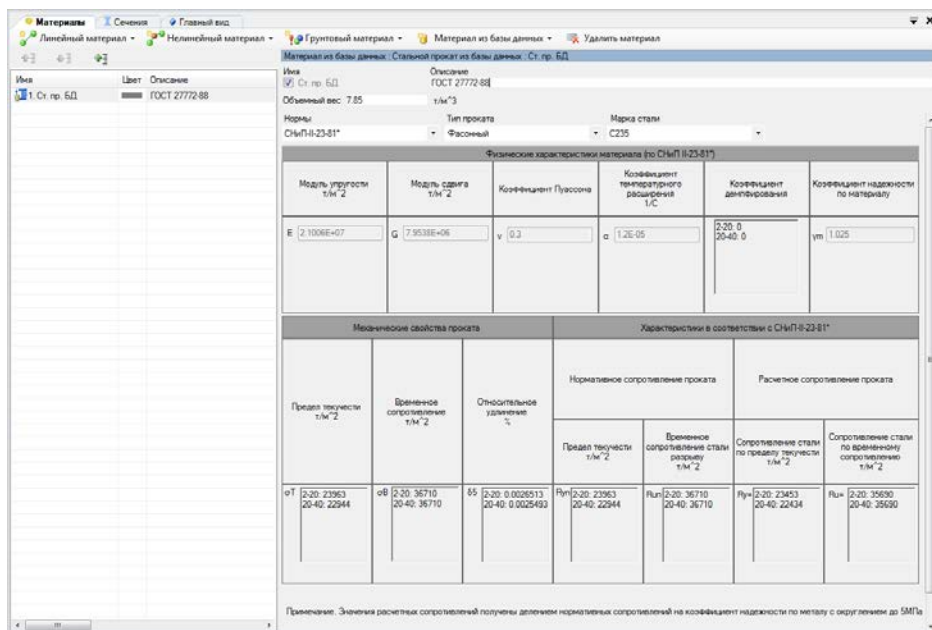 Материалы Сечения Главный вид
Линейный материал Нелинейный материал Грунтовый материал Материал из базы данных Удалить материал
Материал из базы данных : Стальной прокат из базы данных : Ст. пр. БД
Имя Цвет Описание
1. Ст. пр. БД ГОСТ 27772-88
Имя Описание
Ст. пр. БД ГОСТ 27772-88
Объемный вес 7.85 т/м^3
Нормы Тип проката Марка стали
СНиП-II-23-81* Фасонный С235
Физические характеристики материала (по СНиП II-23-81*)
Модуль упругости
т/м^2
Модуль сдвига
т/м^2
Коэффициент Пуассона
Коэффициент
температурного
расширения
1/С
Коэффициент
демпфирования
Коэффициент надежности
по материалу
E 2.1006E+07 G 7.9538E+06 ν 0.3 α 1.2E-05
2-20: 0
20-40: 0
γm 1.025
Механические свойства проката Характеристики в соответствии с СНиП-II-23-81*
Предел текучести
т/м^2
Временное
сопротивление
т/м^2
Относительное
удлинение
%
Нормативное сопротивление проката Расчетное сопротивление проката
Предел текучести
т/м^2
Временное
сопротивление стали
разрыву
т/м^2
Сопротивление стали
по пределу текучести
т/м^2
Сопротивление стали
по временному
сопротивлению
т/м^2
σT 2-20: 23963
20-40: 22944
σB 2-20: 36710
20-40: 36710
δ5 2-20: 0.0026513
20-40: 0.0025493
Ryn 2-20: 23963
20-40: 22944
Run 2-20: 36710
20-40: 36710
Ry= 2-20: 23453
20-40: 22434
Ru= 2-20: 35690
20-40: 35690
Примечание. Значения расчетных сопротивлений получены делением нормативных сопротивлений на коэффициент надежности по металу с округлением до 5МПа